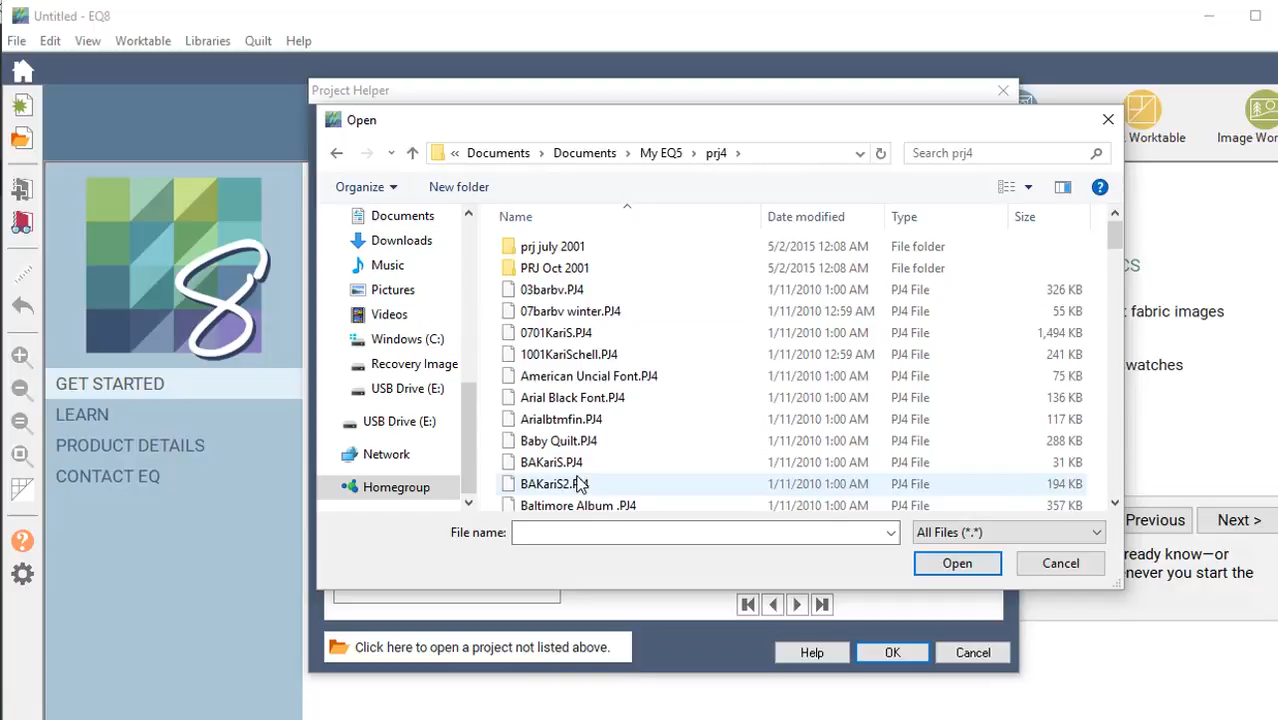 Untitled - EQ8
File Edit View Worktable Libraries Quilt Help
Project Helper
Open
« Documents › Documents › My EQ5 › prj4 ›
Search prj4
Worktable
Image Wor
Organize New folder
Name Date modified Type Size
Documents
Downloads
Music
Pictures
Videos
Windows (C:)
Recovery Image
USB Drive (E:)
USB Drive (E:)
Network
Homegroup
prj july 2001 5/2/2015 12:08 AM File folder
PRJ Oct 2001 5/2/2015 12:08 AM File folder
03barbv.PJ4 1/11/2010 1:00 AM PJ4 File 326 KB
07barbv winter.PJ4 1/11/2010 12:59 AM PJ4 File 55 KB
0701KariS.PJ4 1/11/2010 1:00 AM PJ4 File 1,494 KB
1001KariSchell.PJ4 1/11/2010 12:59 AM PJ4 File 241 KB
American Uncial Font.PJ4 1/11/2010 1:00 AM PJ4 File 75 KB
Arial Black Font.PJ4 1/11/2010 1:00 AM PJ4 File 136 KB
Arialbtmfin.PJ4 1/11/2010 1:00 AM PJ4 File 117 KB
Baby Quilt.PJ4 1/11/2010 1:00 AM PJ4 File 288 KB
BAKariS.PJ4 1/11/2010 1:00 AM PJ4 File 31 KB
BAKariS2.PJ4 1/11/2010 1:00 AM PJ4 File 194 KB
Baltimore Album .PJ4 1/11/2010 1:00 AM PJ4 File 357 KB
File name:
All Files (*.*)
Open Cancel
8
GET STARTED
LEARN
PRODUCT DETAILS
CONTACT EQ
CS
t fabric images
watches
Previous Next >
ready know—or
enever you start the
Click here to open a project not listed above.
Help OK Cancel